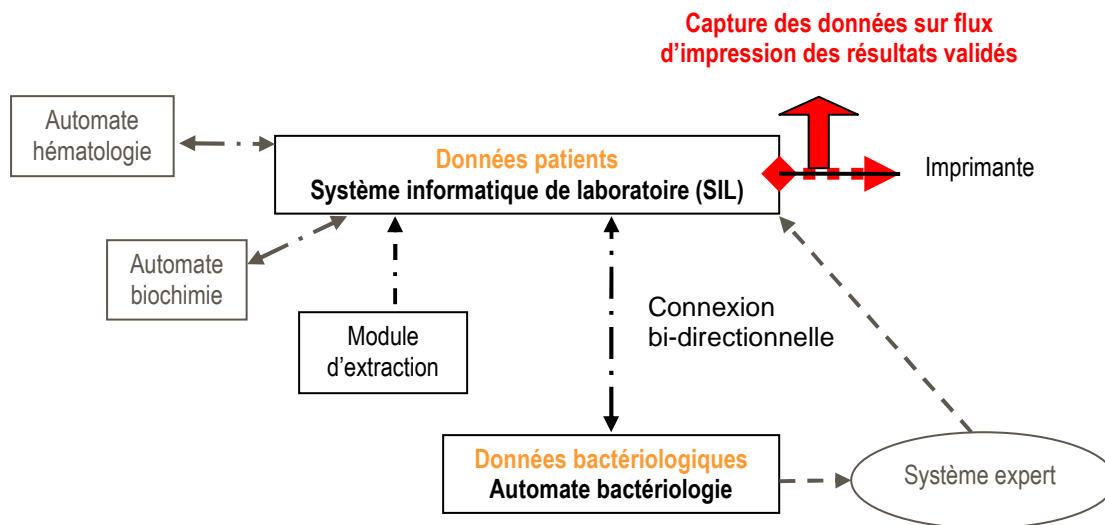 Capture des données sur flux
d’impression des résultats validés
Automate
hématologie
Données patients
Système informatique de laboratoire (SIL)
Imprimante
Automate
biochimie
Module
d’extraction
Connexion
bi-directionnelle
Données bactériologiques
Automate bactériologie
Système expert